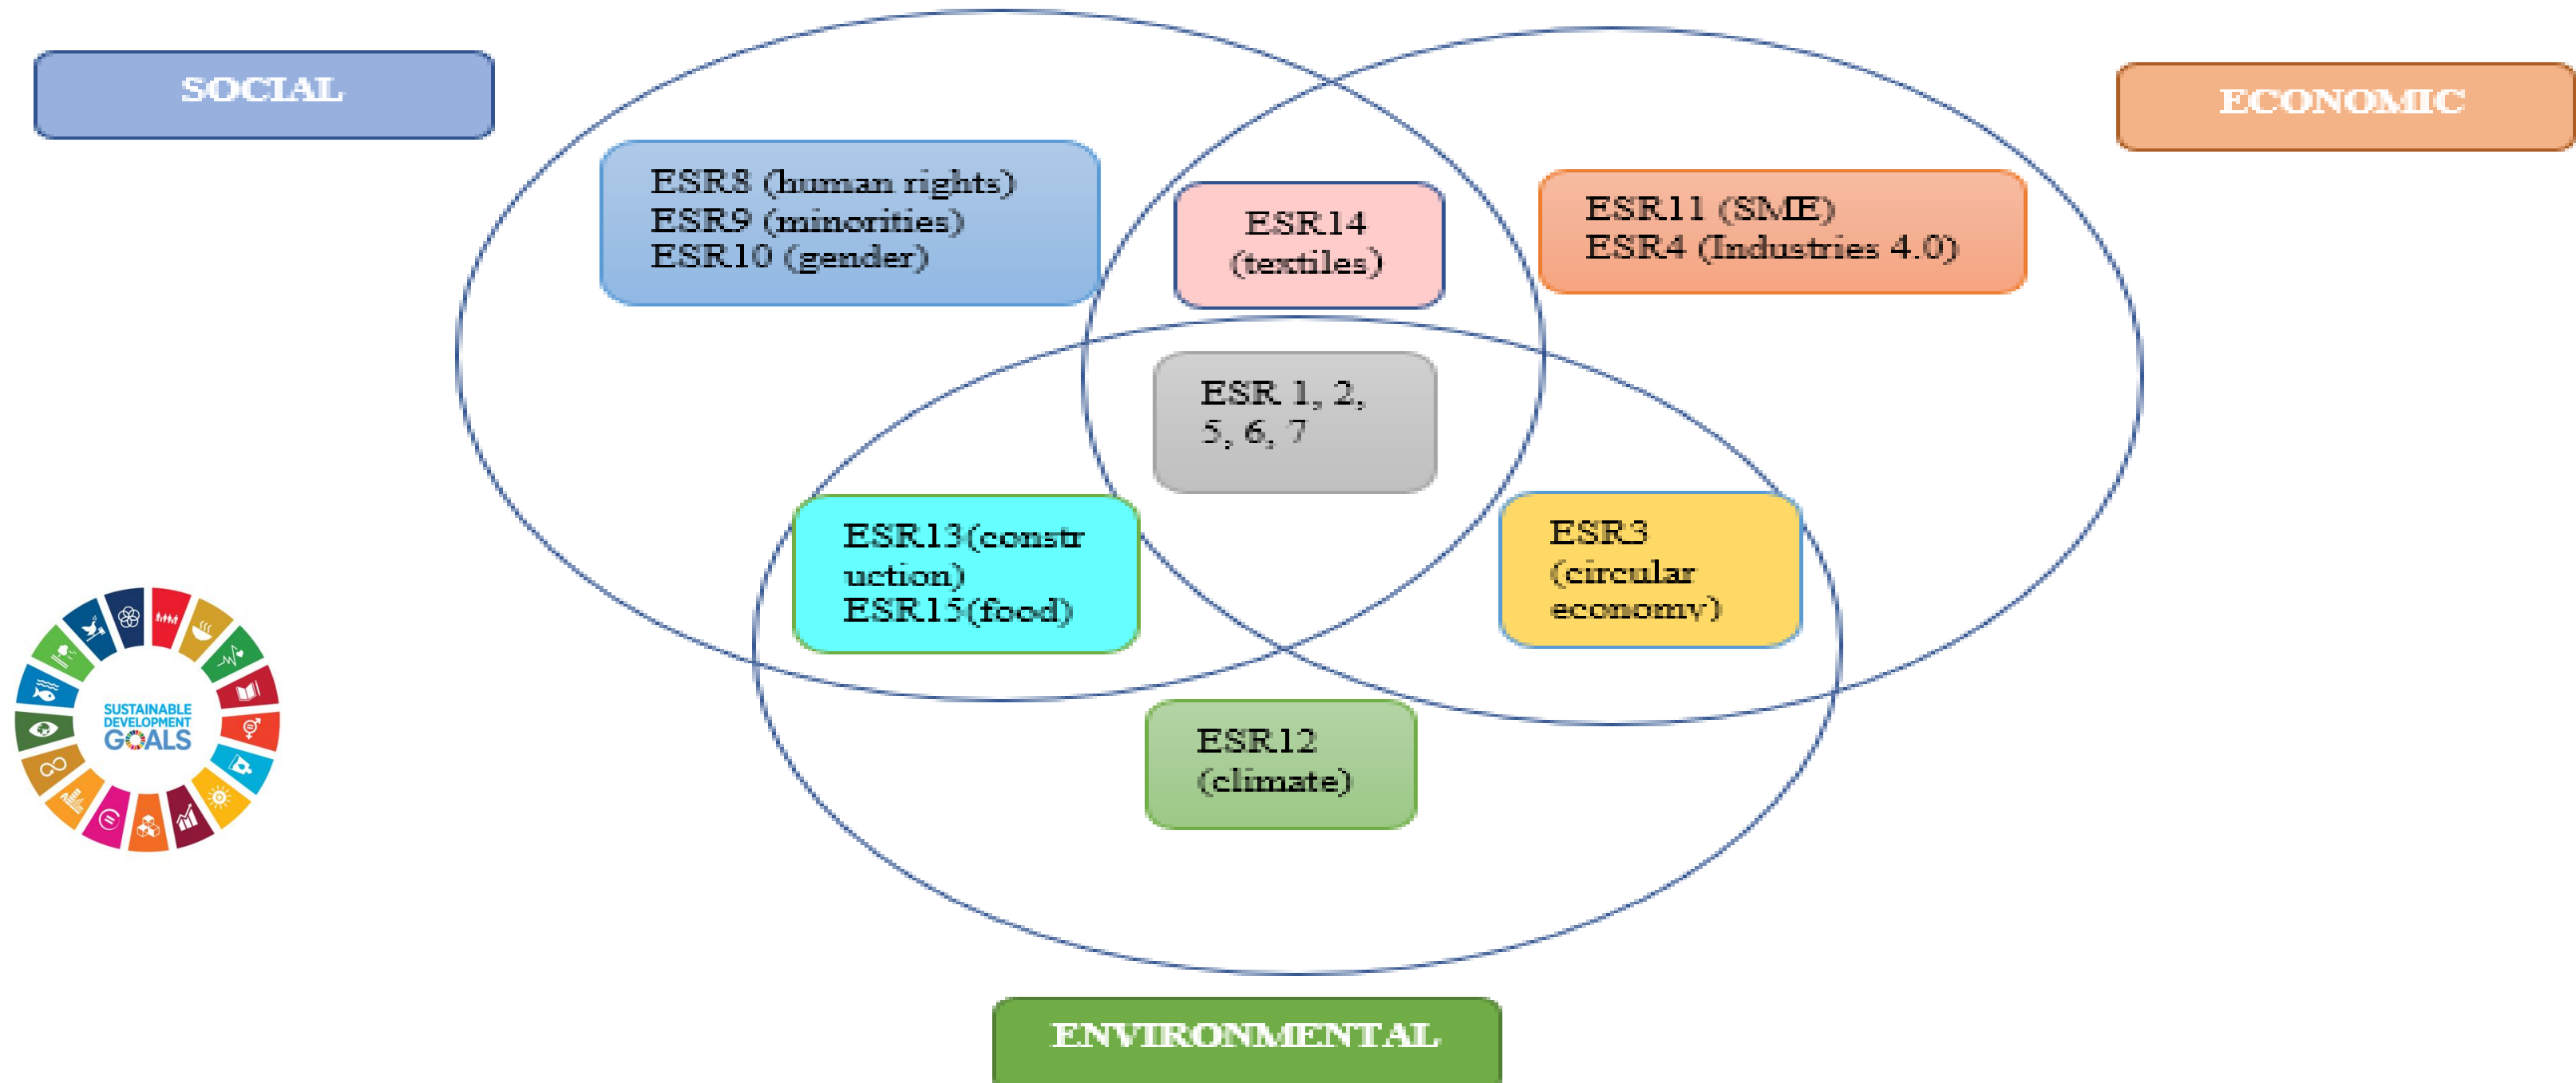 SOCIAL
ECONOMIC
ESR8 (human rights)
ESR9 (minorities)
ESR10 (gender)
ESR14
(textiles)
ESR11 (SME)
ESR4 (Industries 4.0)
ESR 1, 2,
5, 6, 7
ESR13(constr
uction)
ESR15(food)
ESR3
(circular
economy)
SUSTAINABLE
DEVELOPMENT
GOALS
ESR12
(climate)
ENVIRONMENTAL